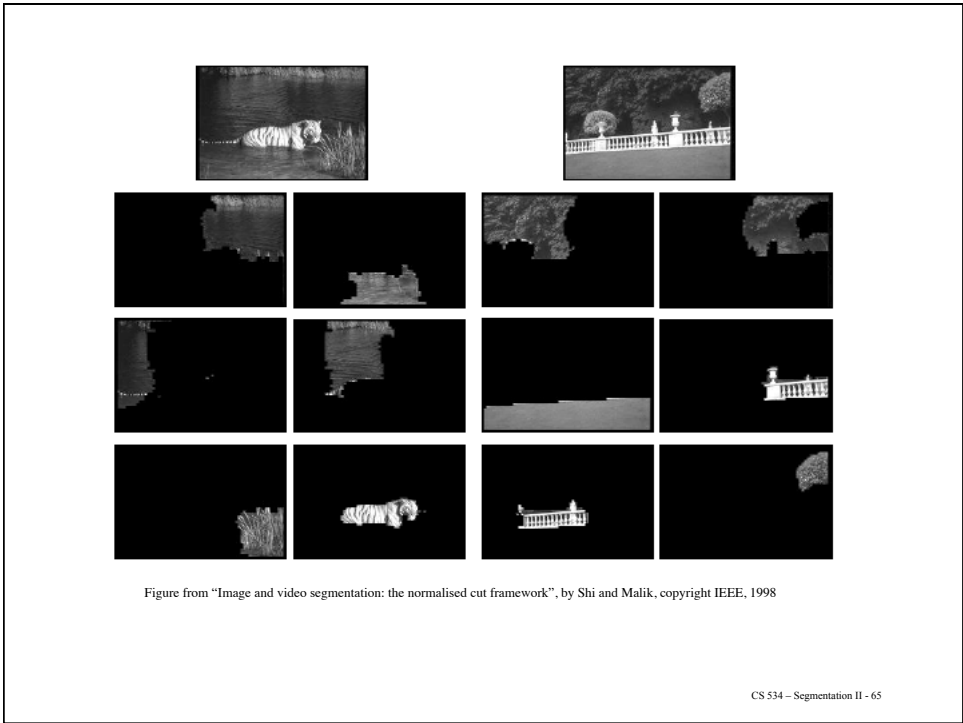 Figure from “Image and video segmentation: the normalised cut framework”, by Shi and Malik, copyright IEEE, 1998
CS 534 – Segmentation II - 65